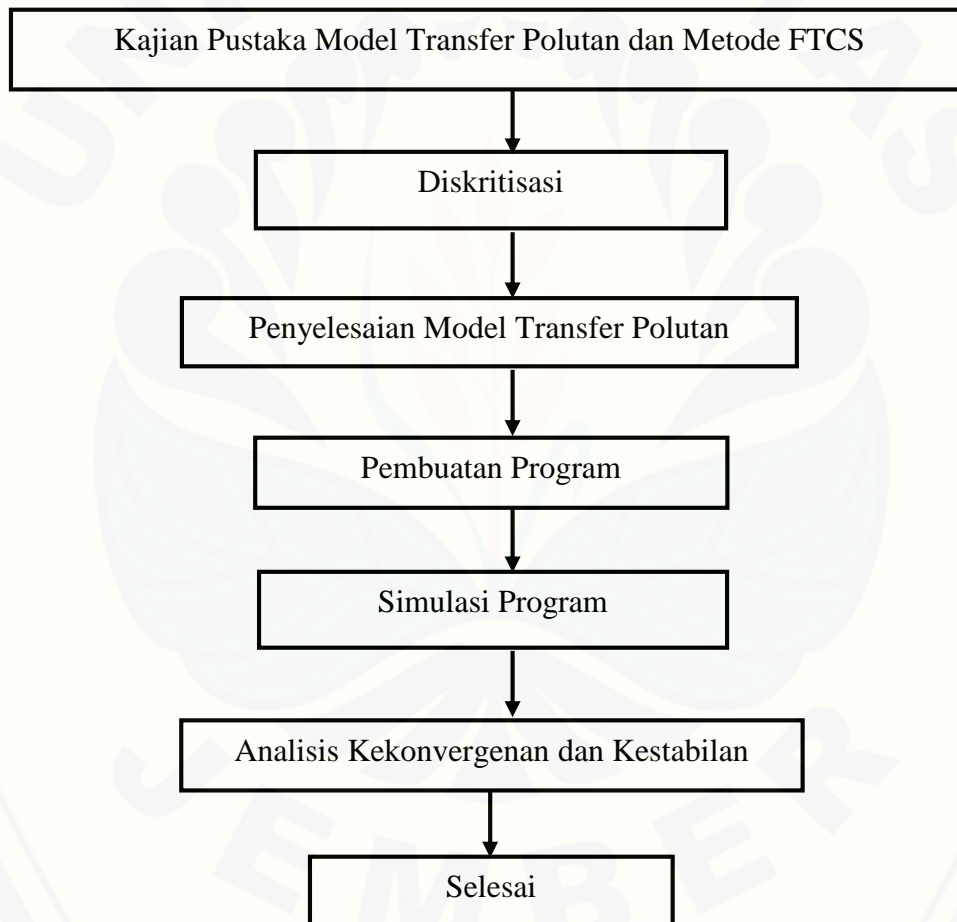 Kajian Pustaka Model Transfer Polutan dan Metode FTCS
Diskritisasi
Penyelesaian Model Transfer Polutan
Pembuatan Program
Simulasi Program
Analisis Kekonvergenan dan Kestabilan
Selesai
JEMBER